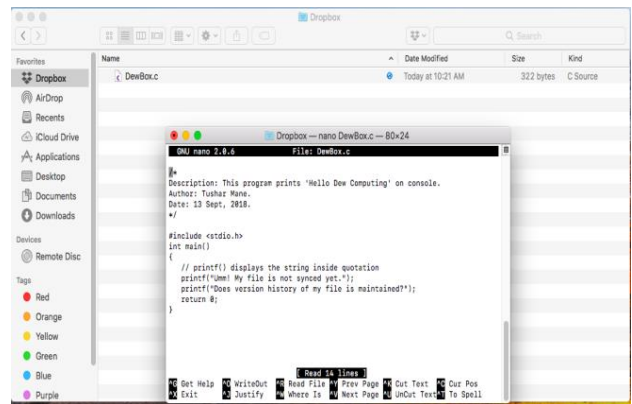 Dropbox
Search
Favorites
Name
Date Modified
Size
Kind
Dropbox
DewBox.c
Today at 10:21 AM
322 bytes
C Source
AirDrop
Recents
iCloud Drive
Applications
Desktop
Documents
Downloads
Devices
Remote Disc
Tags
Red
Orange
Yellow
Green
Blue
Purple
Dropbox — nano DewBox.c — 80×24
GNU nano 2.0.6 File: DewBox.c
/*
Description: This program prints 'Hello Dew Computing' on console.
Author: Tushar Mane.
Date: 13 Sept, 2018.
*/
#include <stdio.h>
int main()
{
// printf() displays the string inside quotation
printf("Umm! My file is not synced yet.");
printf("Does version history of my file is maintained?");
return 0;
}
[ Read 14 lines ]
^G Get Help ^O WriteOut ^R Read File ^Y Prev Page ^K Cut Text ^C Cur Pos
^X Exit ^J Justify ^W Where Is ^V Next Page ^U UnCut Text ^T To Spell